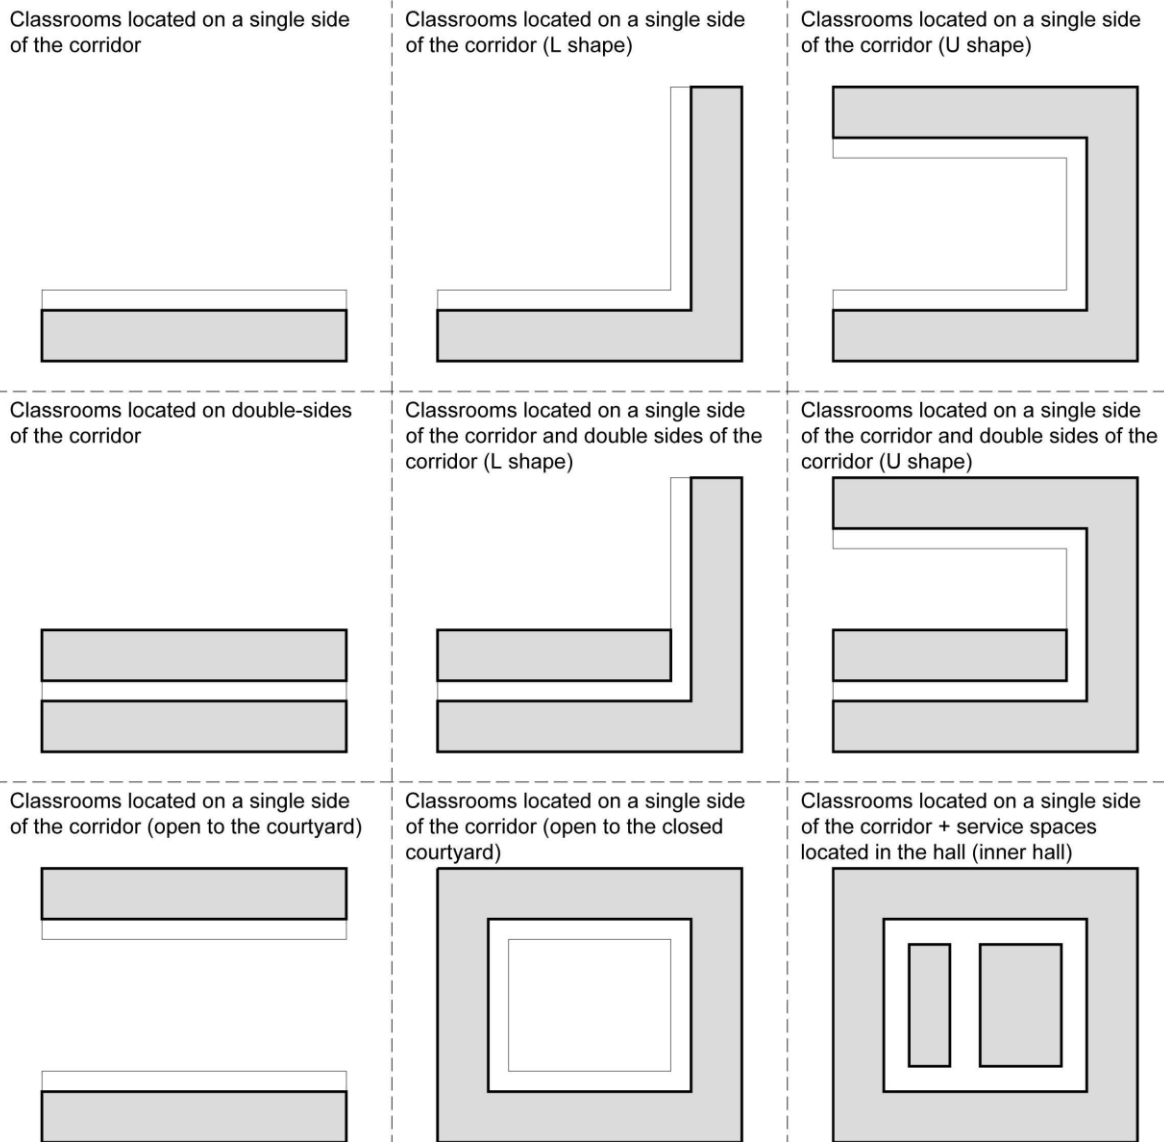 Classrooms located on a single side
of the corridor
Classrooms located on a single side
of the corridor (L shape)
Classrooms located on a single side
of the corridor (U shape)
Classrooms located on double-sides
of the corridor
Classrooms located on a single side
of the corridor and double sides of the
corridor (L shape)
Classrooms located on a single side
of the corridor and double sides of the
corridor (U shape)
Classrooms located on a single side
of the corridor (open to the courtyard)
Classrooms located on a single side
of the corridor (open to the closed
courtyard)
Classrooms located on a single side
of the corridor + service spaces
located in the hall (inner hall)